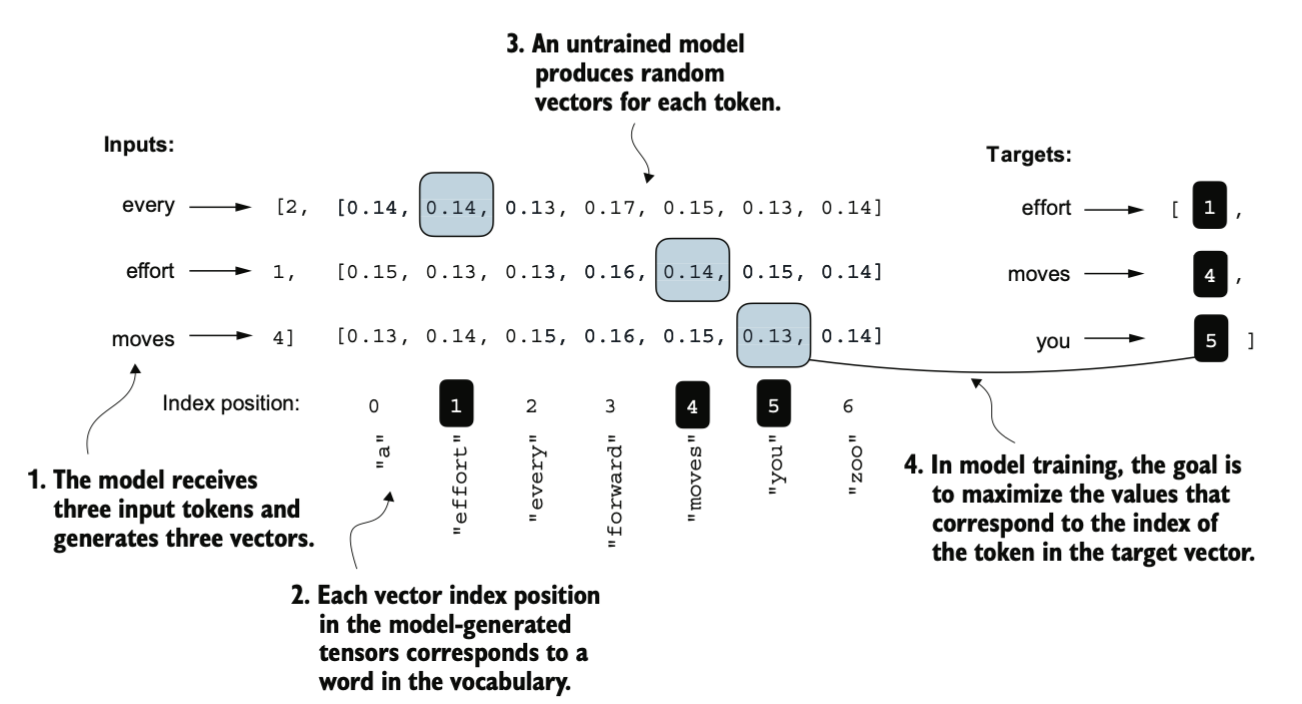 3. An untrained model
produces random
vectors for each token.
Inputs:
Targets:
every [2, [0.14, 0.14, 0.13, 0.17, 0.15, 0.13, 0.14] effort [ 1 ,
effort 1, [0.15, 0.13, 0.13, 0.16, 0.14, 0.15, 0.14] moves 4 ,
moves 4] [0.13, 0.14, 0.15, 0.16, 0.15, 0.13, 0.14] you 5 ]
Index position: 0 1 2 3 4 5 6
"a" "effort" "every" "forward" "moves" "you" "zoo"
1. The model receives
three input tokens and
generates three vectors.
2. Each vector index position
in the model-generated
tensors corresponds to a
word in the vocabulary.
4. In model training, the goal is
to maximize the values that
correspond to the index of
the token in the target vector.